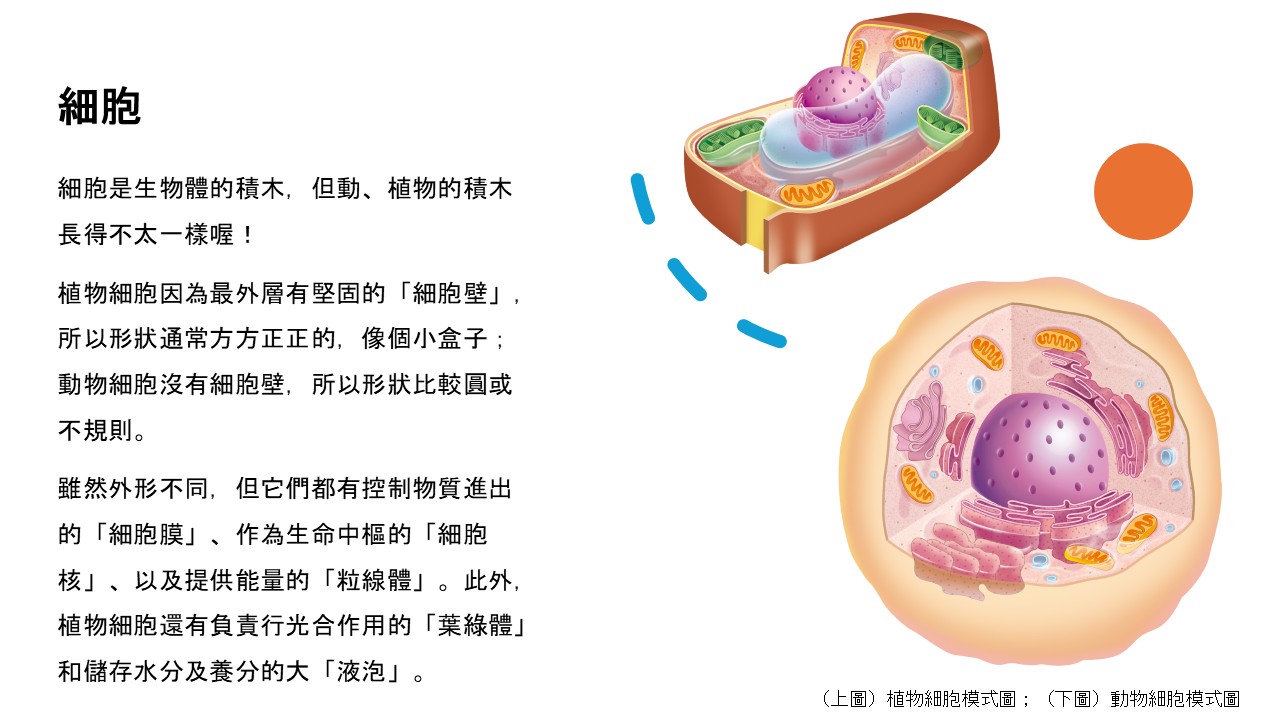 細胞
細胞是生物體的積木，但動、植物的積木
長得不太一樣喔！
植物細胞因為最外層有堅固的「細胞壁」，
所以形狀通常方方正正的，像個小盒子；
動物細胞沒有細胞壁，所以形狀比較圓或
不規則。
雖然外形不同，但它們都有控制物質進出
的「細胞膜」、作為生命中樞的「細胞
核」、以及提供能量的「粒線體」。此外，
植物細胞還有負責行光合作用的「葉綠體」
和儲存水分及養分的大「液泡」。
（上圖）植物細胞模式圖；（下圖）動物細胞模式圖